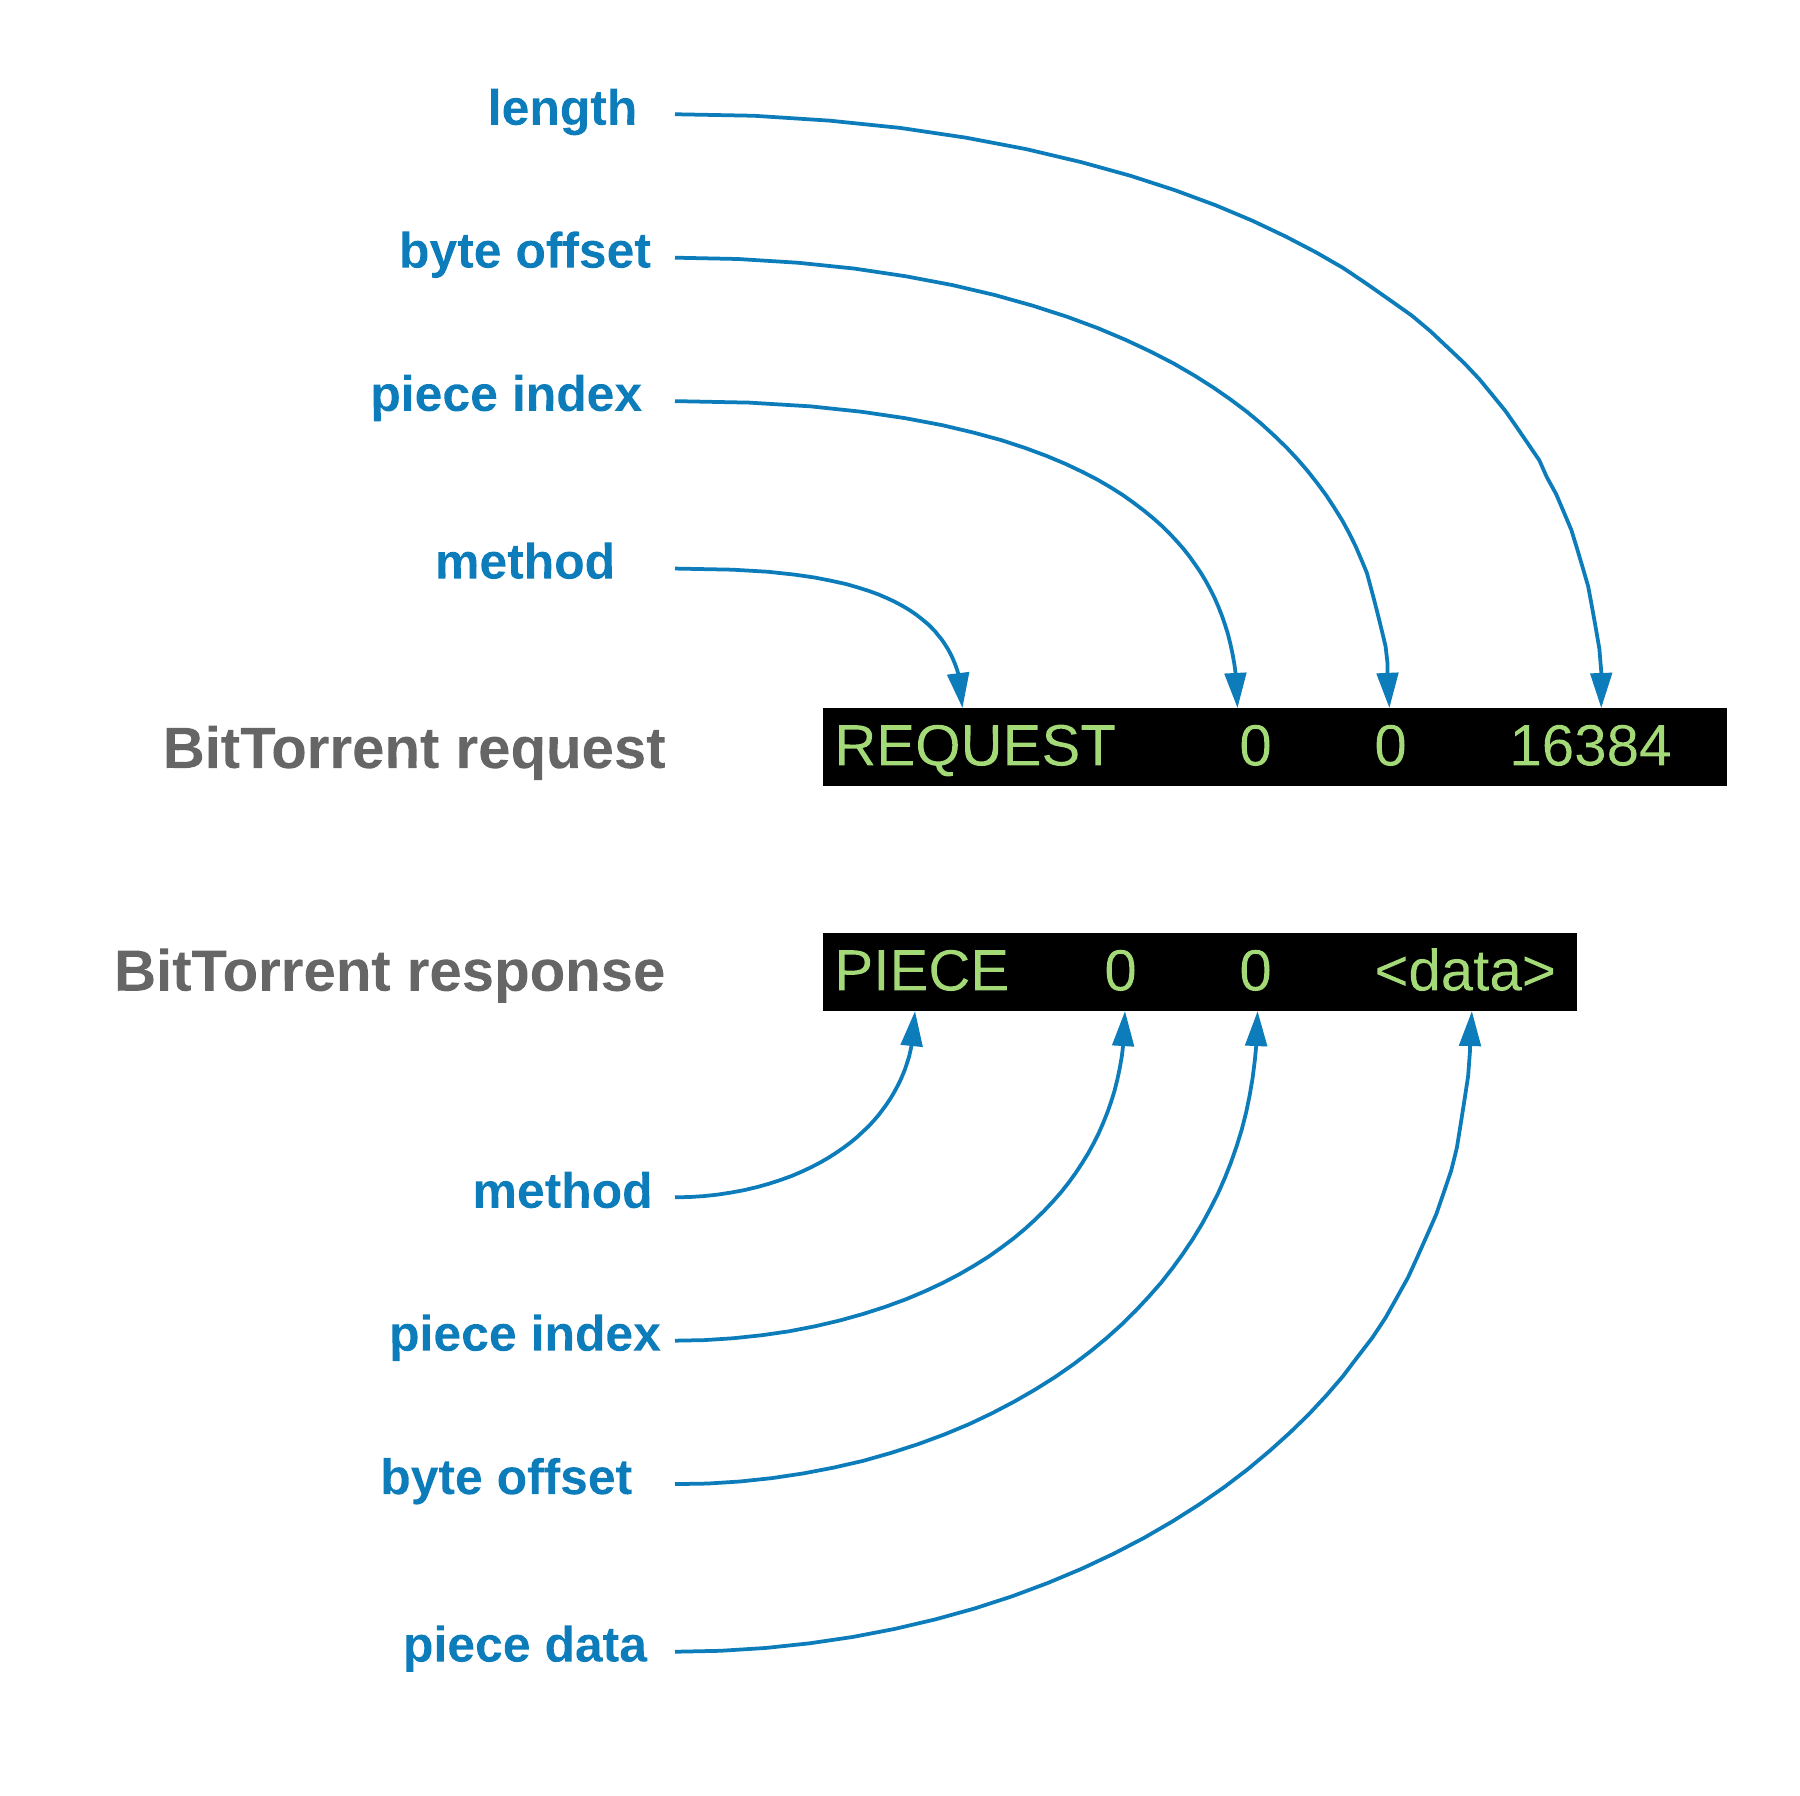 length
byte offset
piece index
method
BitTorrent request REQUEST 0 0 16384
BitTorrent response PIECE 0 0 <data>
method
piece index
byte offset
piece data